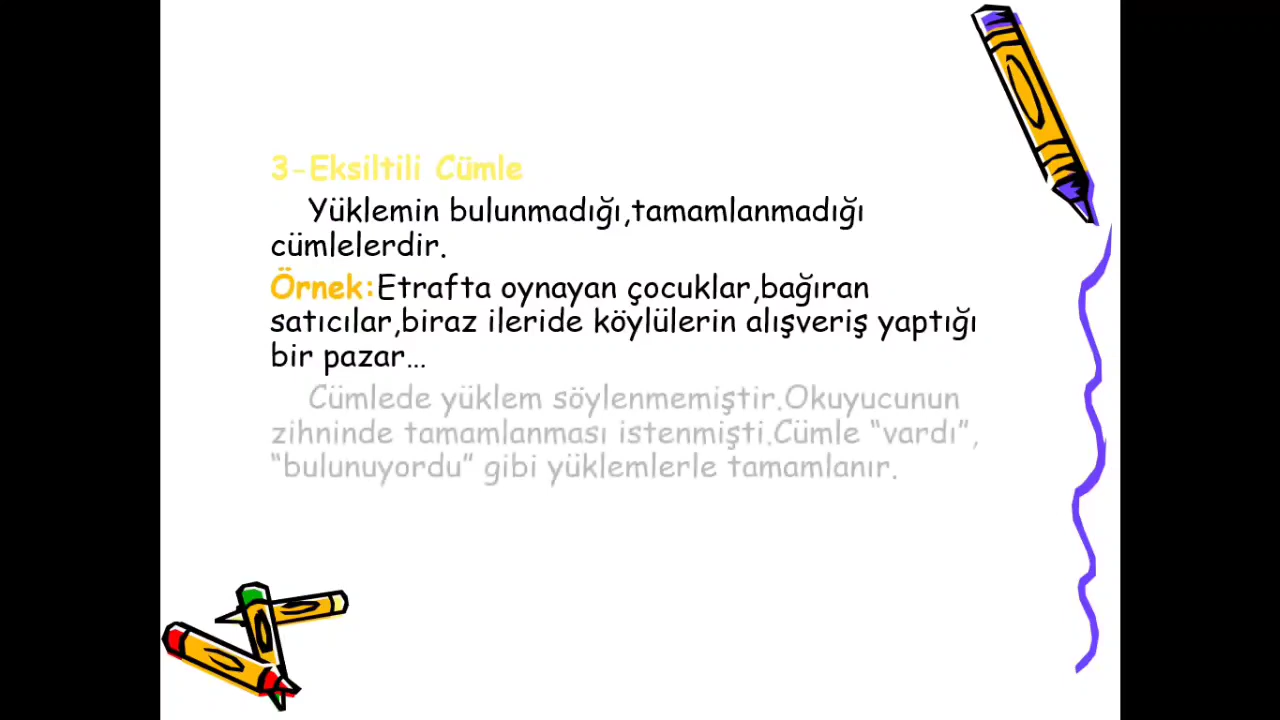 3-Eksiltili Cümle
Yüklemin bulunmadığı,tamamlanmadığı
cümlelerdir.
Örnek:Etrafta oynayan çocuklar,bağıran
satıcılar,biraz ileride köylülerin alışveriş yaptığı
bir pazar…
Cümlede yüklem söylenmemiştir.Okuyucunun
zihninde tamamlanması istenmişti.Cümle “vardı”,
“bulunuyordu” gibi yüklemlerle tamamlanır.